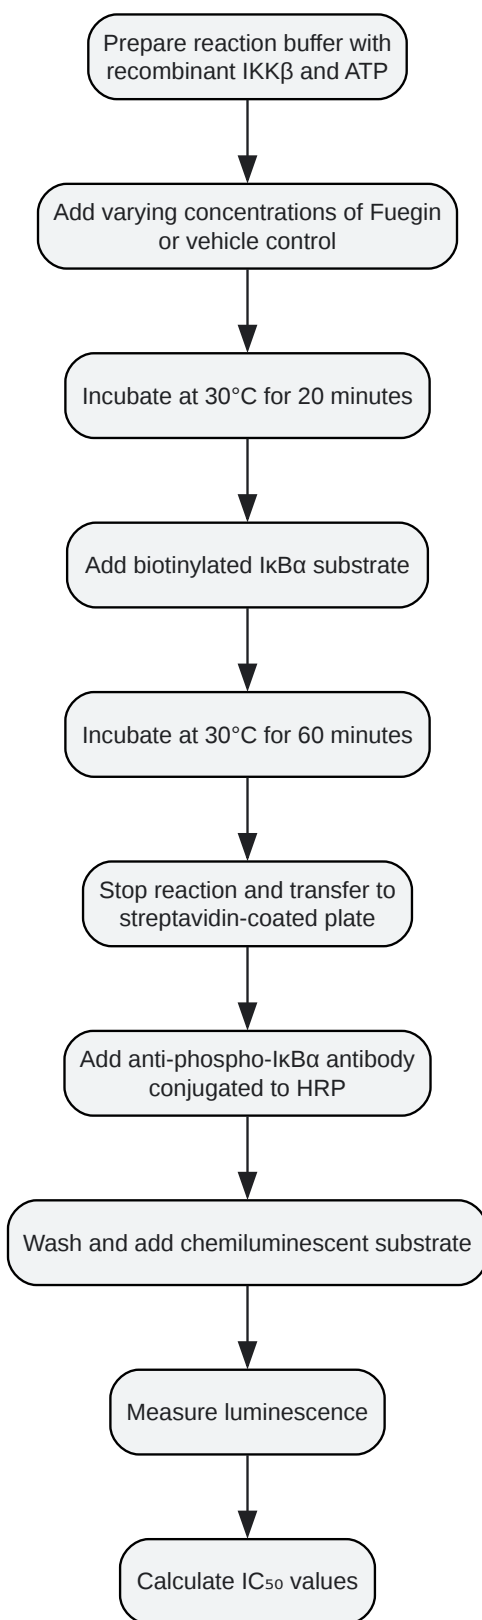 Prepare reaction buffer with
recombinant IKKβ and ATP
Add varying concentrations of Fuegin
or vehicle control
Incubate at 30°C for 20 minutes
Add biotinylated IκBα substrate
Incubate at 30°C for 60 minutes
Stop reaction and transfer to
streptavidin-coated plate
Add anti-phospho-IκBα antibody
conjugated to HRP
Wash and add chemiluminescent substrate
Measure luminescence
Calculate IC₅₀ values